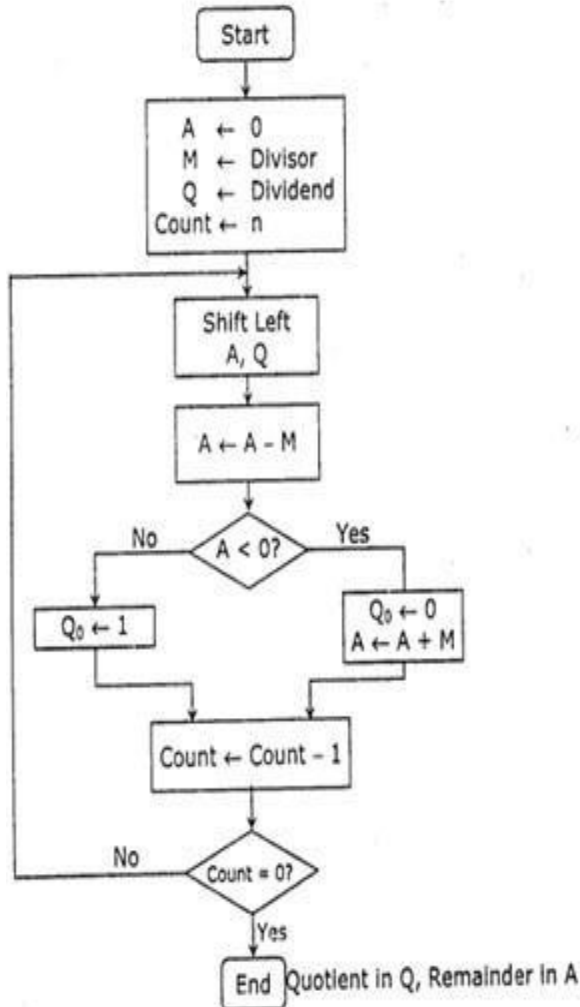 Start
A ← 0
M ← Divisor
Q ← Dividend
Count ← n
Shift Left
A, Q
A ← A – M
No
A < 0?
Yes
Q₀ ← 1
Q₀ ← 0
A ← A + M
Count ← Count – 1
No
Count = 0?
Yes
End
Quotient in Q, Remainder in A